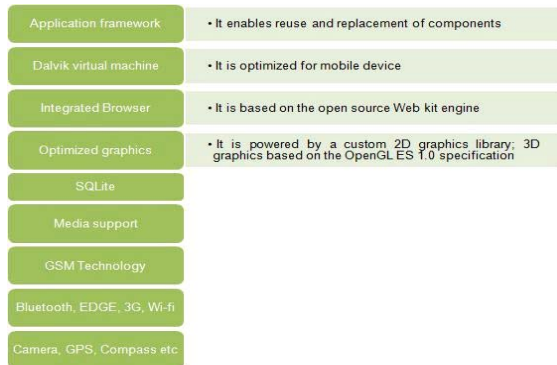 Application framework
• It enables reuse and replacement of components
Dalvik virtual machine
• It is optimized for mobile device
Integrated Browser
• It is based on the open source Web kit engine
Optimized graphics
• It is powered by a custom 2D graphics library; 3D
graphics based on the OpenGL ES 1.0 specification
SQLite
Media support
GSM Technology
Bluetooth, EDGE, 3G, Wi-fi
Camera, GPS, Compass etc